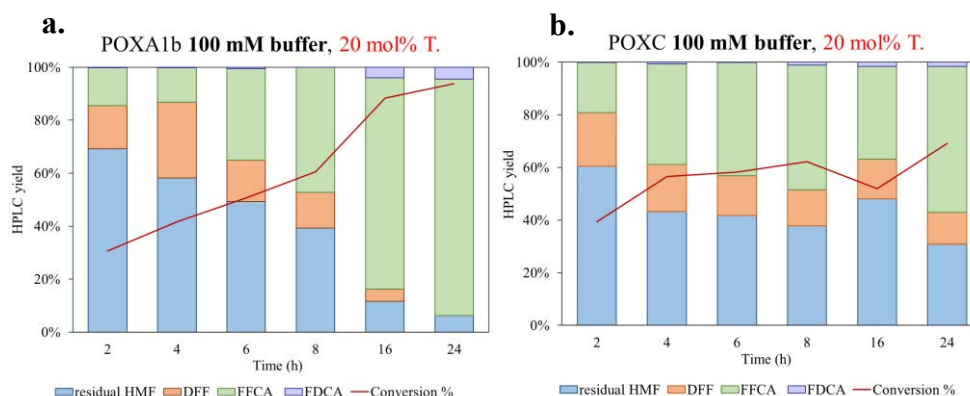 a.
POXA1b 100 mM buffer, 20 mol% T.
100%
80%
60%
40%
20%
0%
HPLC yield
2 4 6 8 16 24
Time (h)
residual HMF DFF FFCA FDCA Conversion %
b.
POXC 100 mM buffer, 20 mol% T.
100%
80%
60%
40%
20%
0%
HPLC yield
2 4 6 8 16 24
Time (h)
residual HMF DFF FFCA FDCA Conversion %